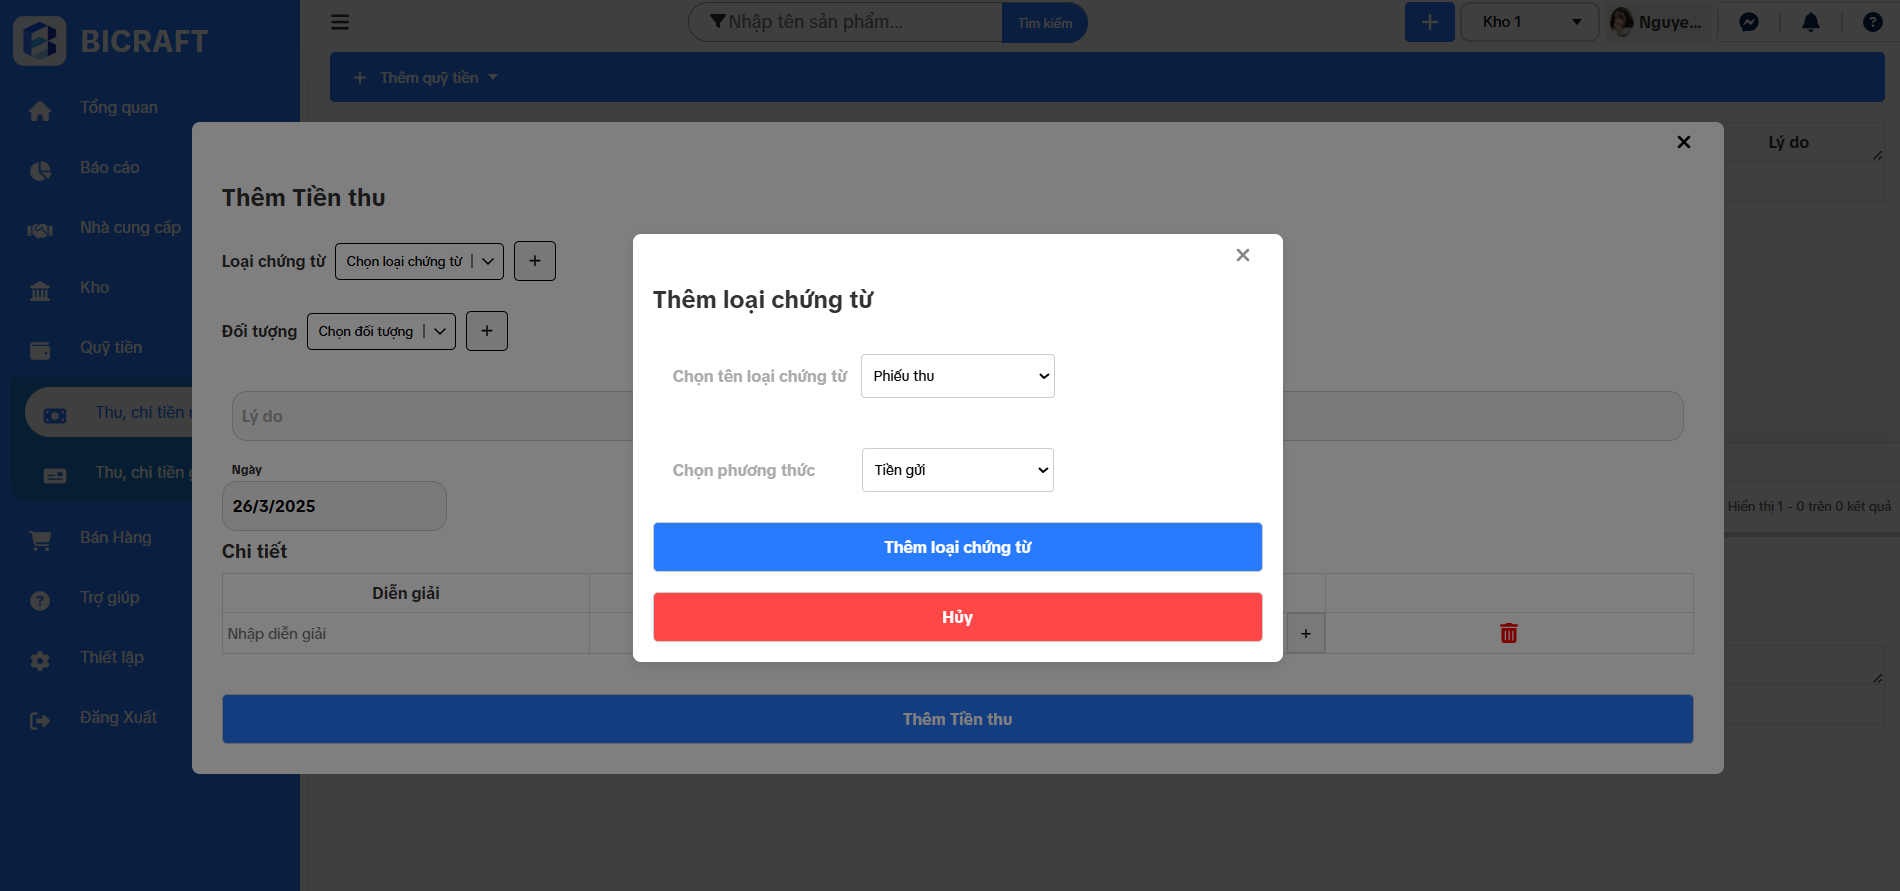 BICRAFT
Nhập tên sản phẩm...
Tìm kiếm
Kho 1
Nguye...
Thêm quỹ tiền
Tổng quan
Báo cáo
Nhà cung cấp
Kho
Quỹ tiền
Thu, chi tiền
Thu, chi tiền
Bán Hàng
Trợ giúp
Thiết lập
Đăng Xuất
Lý do
Thêm Tiền thu
Loại chứng từ
Chọn loại chứng từ
+
Đối tượng
Chọn đối tượng
+
Lý do
Ngày
26/3/2025
Chi tiết
Diễn giải
Nhập diễn giải
+
Thêm Tiền thu
Thêm loại chứng từ
Chọn tên loại chứng từ
Phiếu thu
Chọn phương thức
Tiền gửi
Thêm loại chứng từ
Hủy
Hiển thị 1 - 0 trên 0 kết quả